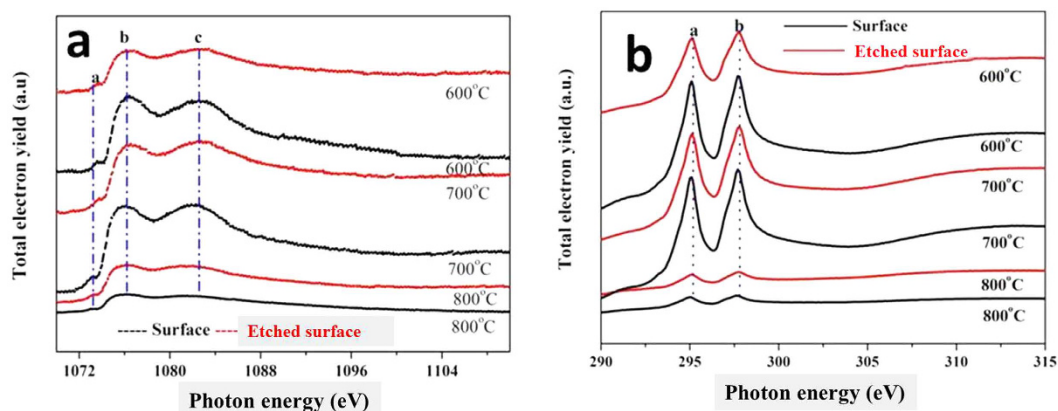 a
a
b
c
600°C
600°C
700°C
700°C
800°C
800°C
Surface
Etched surface
1072
1080
1088
1096
1104
Photon energy (eV)
Total electron yield (a.u)
b
a
b
Surface
Etched surface
600°C
600°C
700°C
700°C
800°C
800°C
290
295
300
305
310
315
Photon energy (eV)
Total electron yield (a.u.)